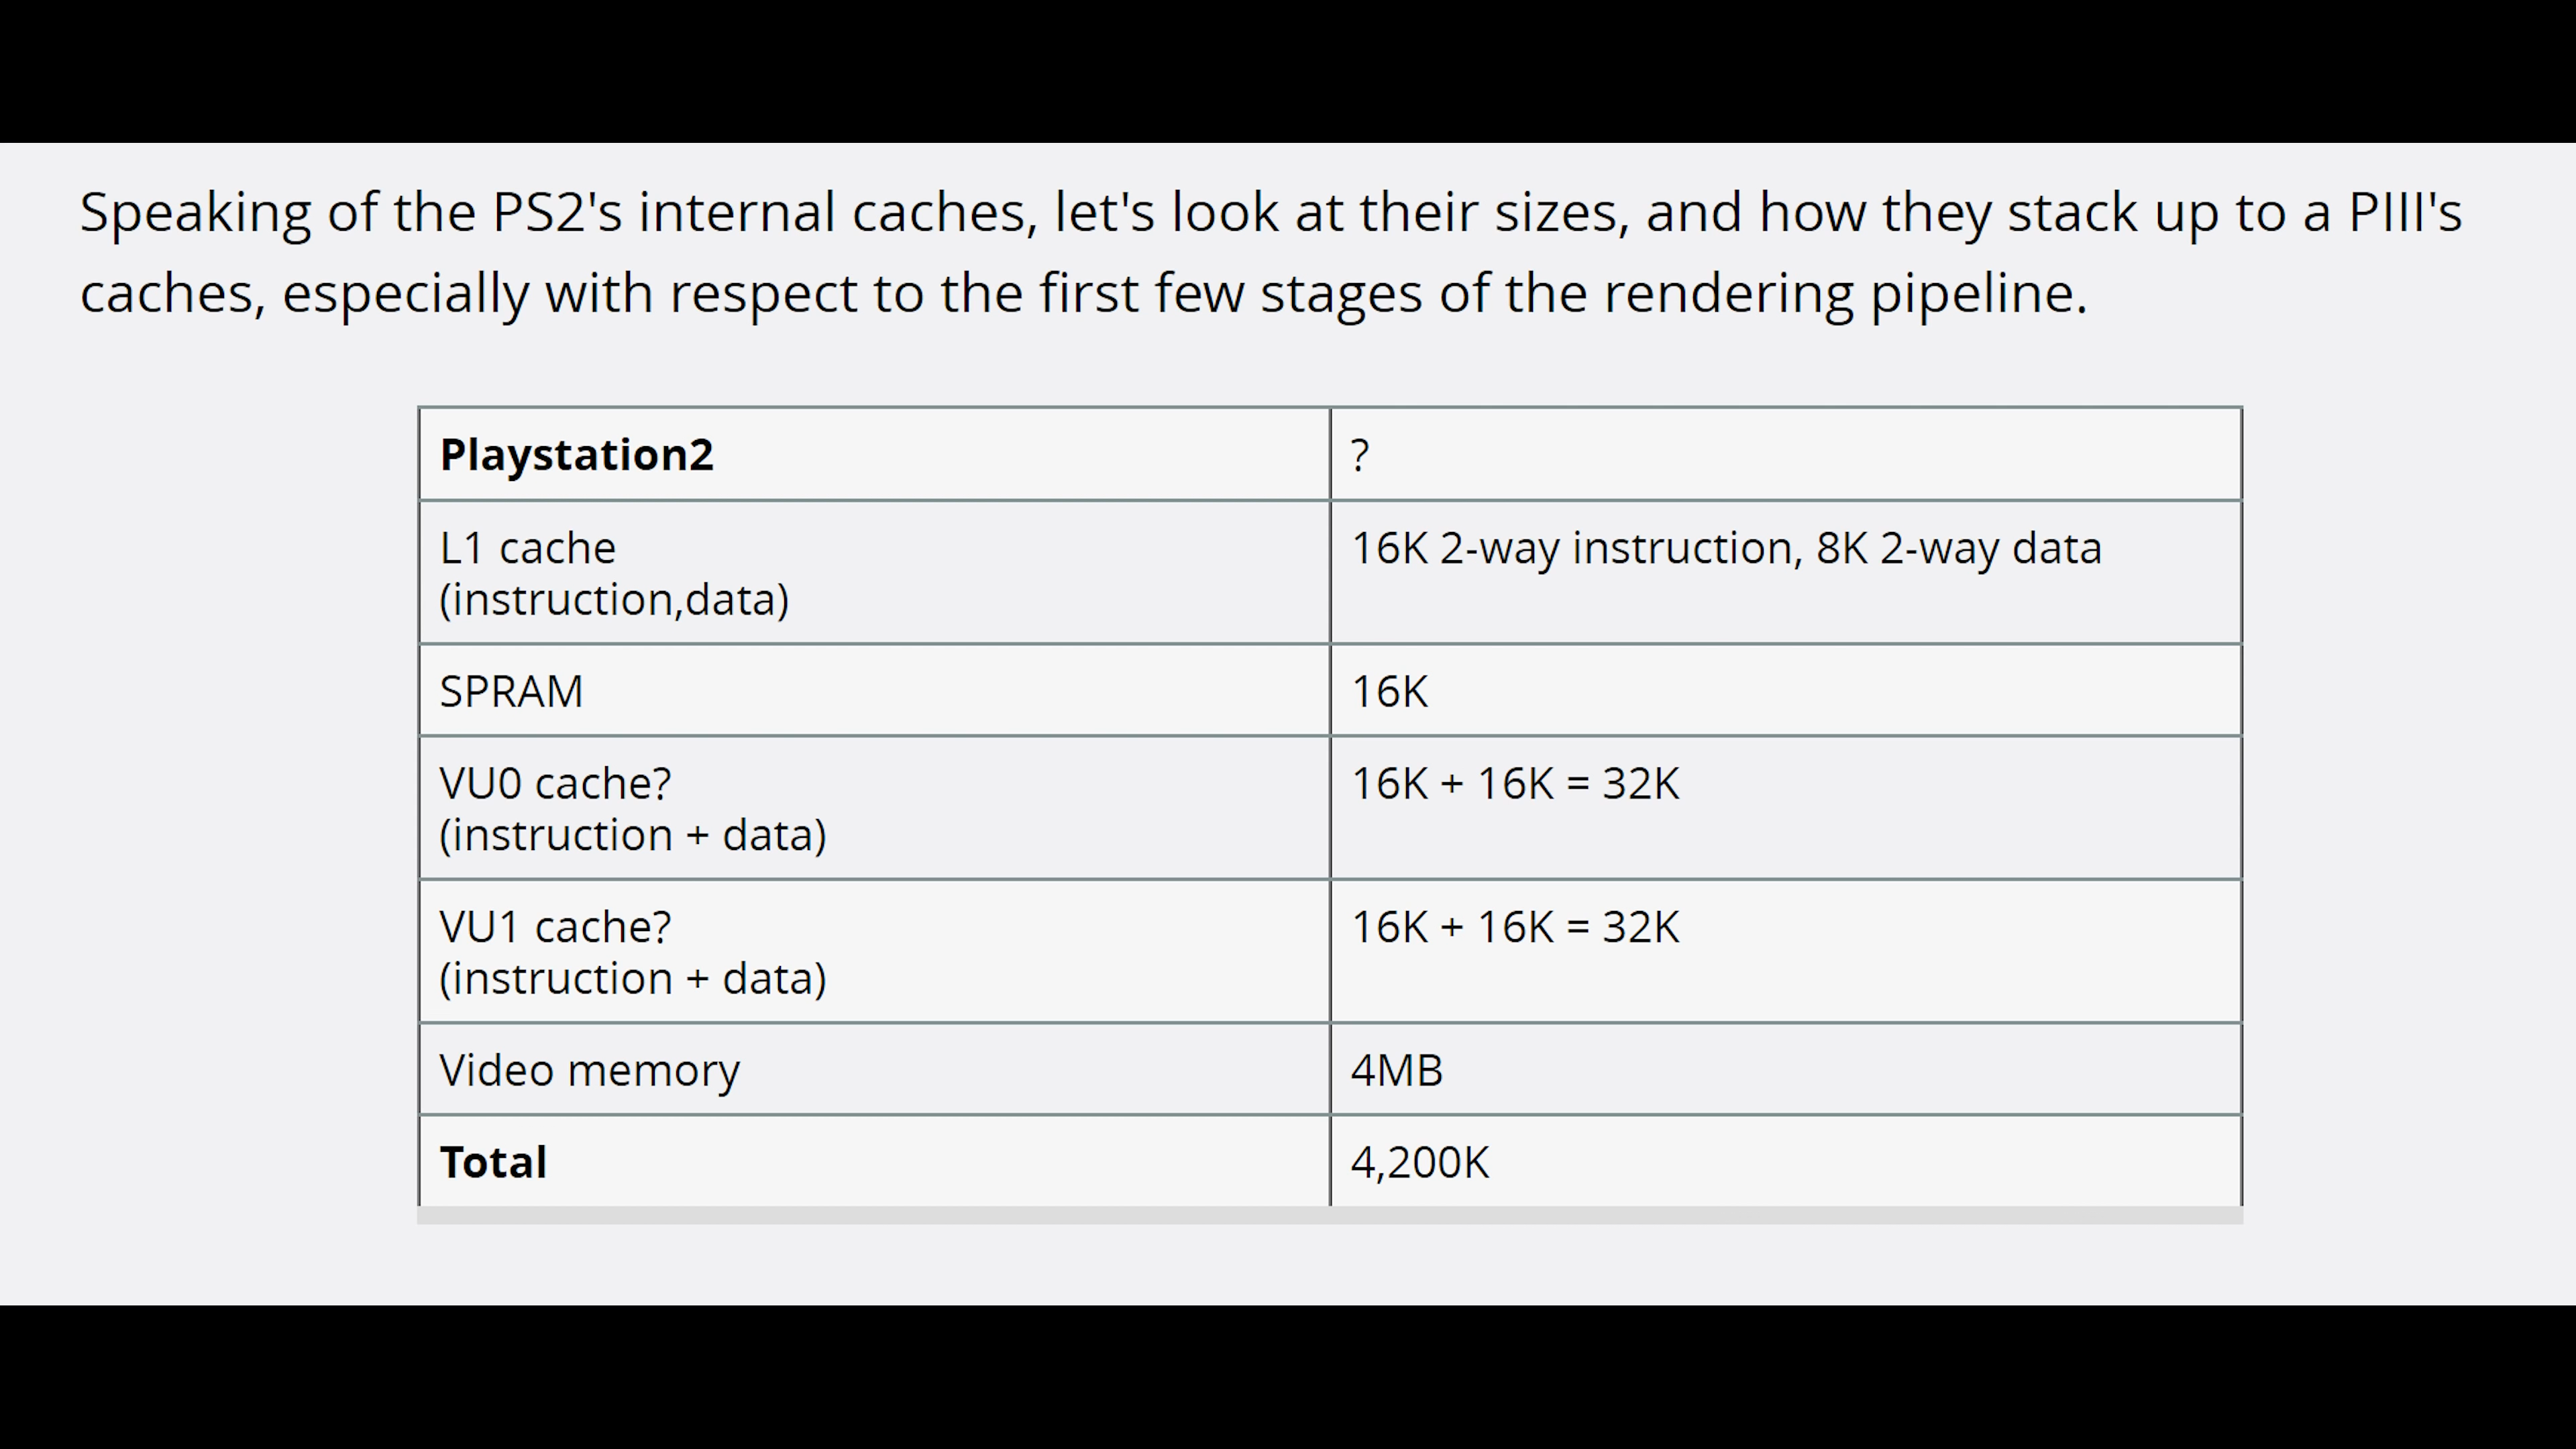 Speaking of the PS2's internal caches, let's look at their sizes, and how they stack up to a PIII's
caches, especially with respect to the first few stages of the rendering pipeline.
Playstation2 ?
L1 cache 16K 2-way instruction, 8K 2-way data
(instruction,data)
SPRAM 16K
VU0 cache? 16K + 16K = 32K
(instruction + data)
VU1 cache? 16K + 16K = 32K
(instruction + data)
Video memory 4MB
Total 4,200K